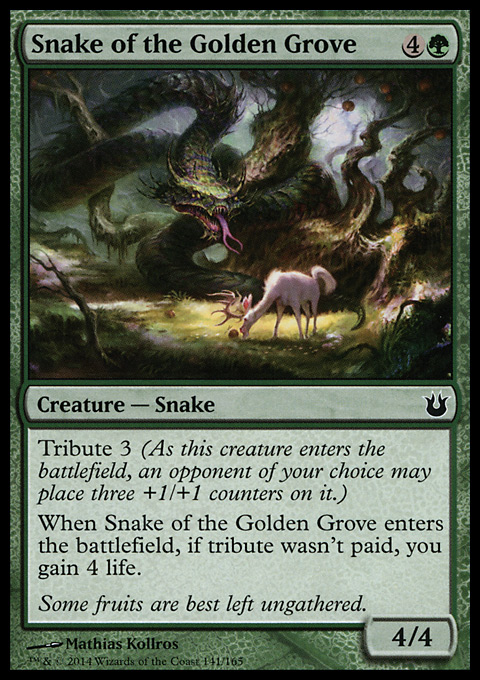 Snake of the Golden Grove 4
Creature — Snake
Tribute 3 (As this creature enters the
battlefield, an opponent of your choice may
place three +1/+1 counters on it.)
When Snake of the Golden Grove enters
the battlefield, if tribute wasn't paid, you
gain 4 life.
Some fruits are best left ungathered.
4/4
Mathias Kollros
™ & © 2014 Wizards of the Coast 141/165